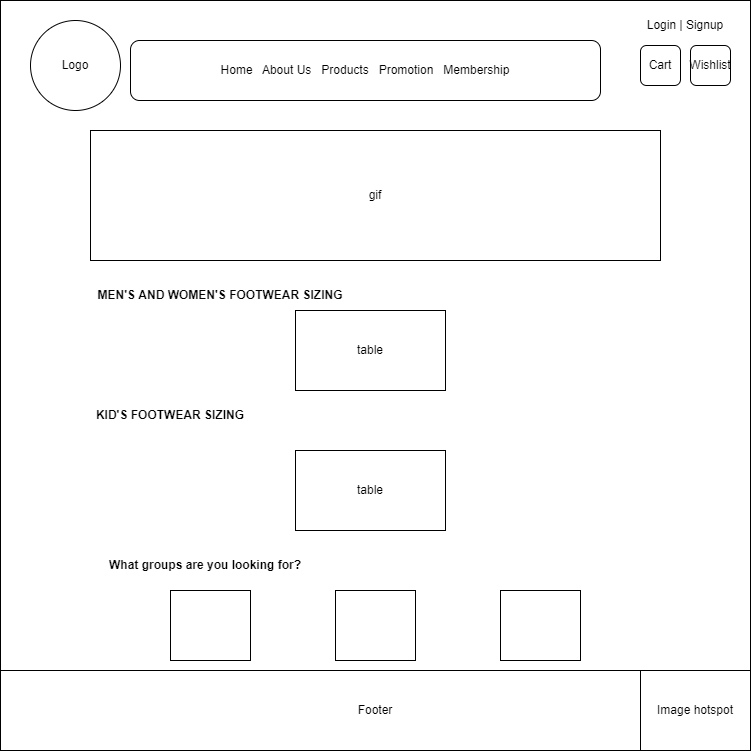 Login | Signup
Logo
Home About Us Products Promotion Membership
Cart
Wishlist
gif
MEN'S AND WOMEN'S FOOTWEAR SIZING
table
KID'S FOOTWEAR SIZING
table
What groups are you looking for?
Footer
Image hotspot